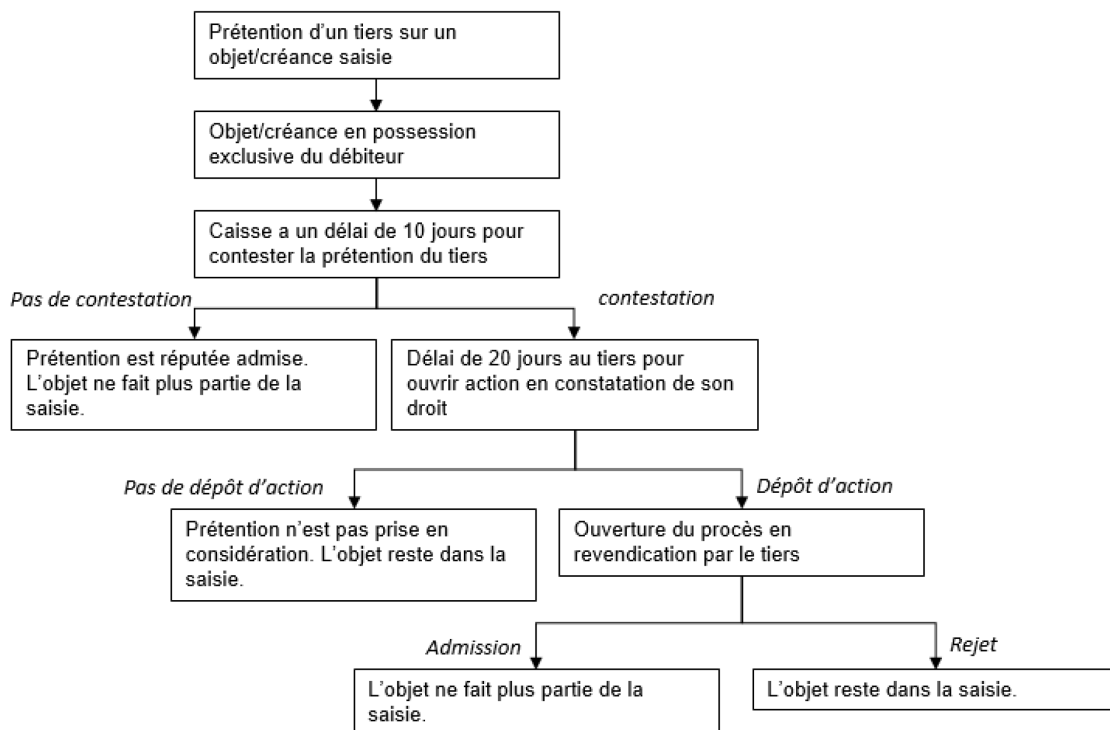 Prétention d’un tiers sur un
objet/créance saisie
Objet/créance en possession
exclusive du débiteur
Caisse a un délai de 10 jours pour
contester la prétention du tiers
Pas de contestation
contestation
Prétention est réputée admise.
L’objet ne fait plus partie de la
saisie.
Délai de 20 jours au tiers pour
ouvrir action en constatation de son
droit
Pas de dépôt d’action
Dépôt d’action
Prétention n’est pas prise en
considération. L’objet reste dans la
saisie.
Ouverture du procès en
revendication par le tiers
Admission
Rejet
L’objet ne fait plus partie de la
saisie.
L’objet reste dans la saisie.